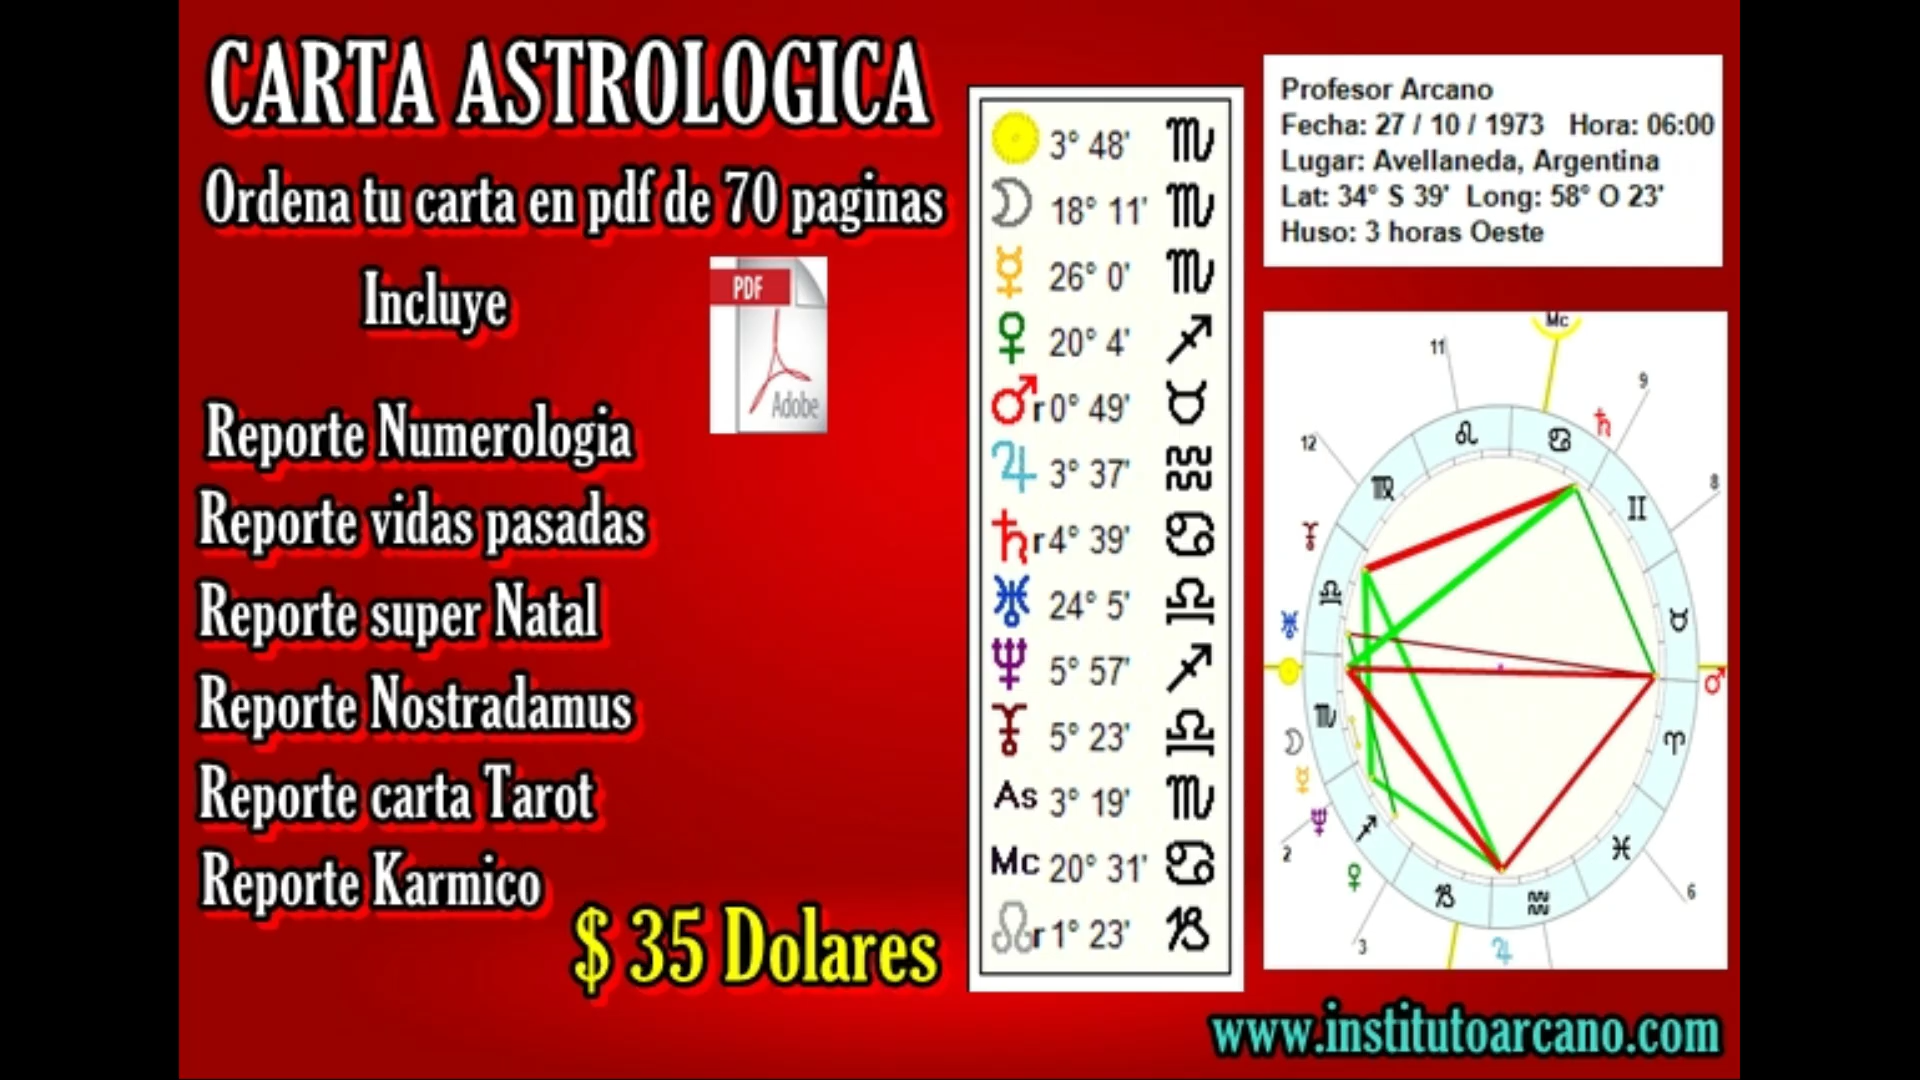 CARTA ASTROLOGICA
Ordena tu carta en pdf de 70 paginas
Incluye
PDF
Adobe
Reporte Numerologia
Reporte vidas pasadas
Reporte super Natal
Reporte Nostradamus
Reporte carta Tarot
Reporte Karmico
$ 35 Dolares
☉ 3° 48' ♏
☽ 18° 11' ♏
☿ 26° 0' ♏
♀ 20° 4' ♐
♂ r 0° 49' ♉
♃ 3° 37' ♒
♄ r 4° 39' ♋
♅ 24° 5' ♎
♆ 5° 57' ♐
5° 23' ♎
As 3° 19' ♏
Mc 20° 31' ♋
☊ r 1° 23' ♑
Profesor Arcano
Fecha: 27 / 10 / 1973 Hora: 06:00
Lugar: Avellaneda, Argentina
Lat: 34° S 39' Long: 58° O 23'
Huso: 3 horas Oeste
Mc
11
9
12
8
2
6
3
www.institutoarcano.com